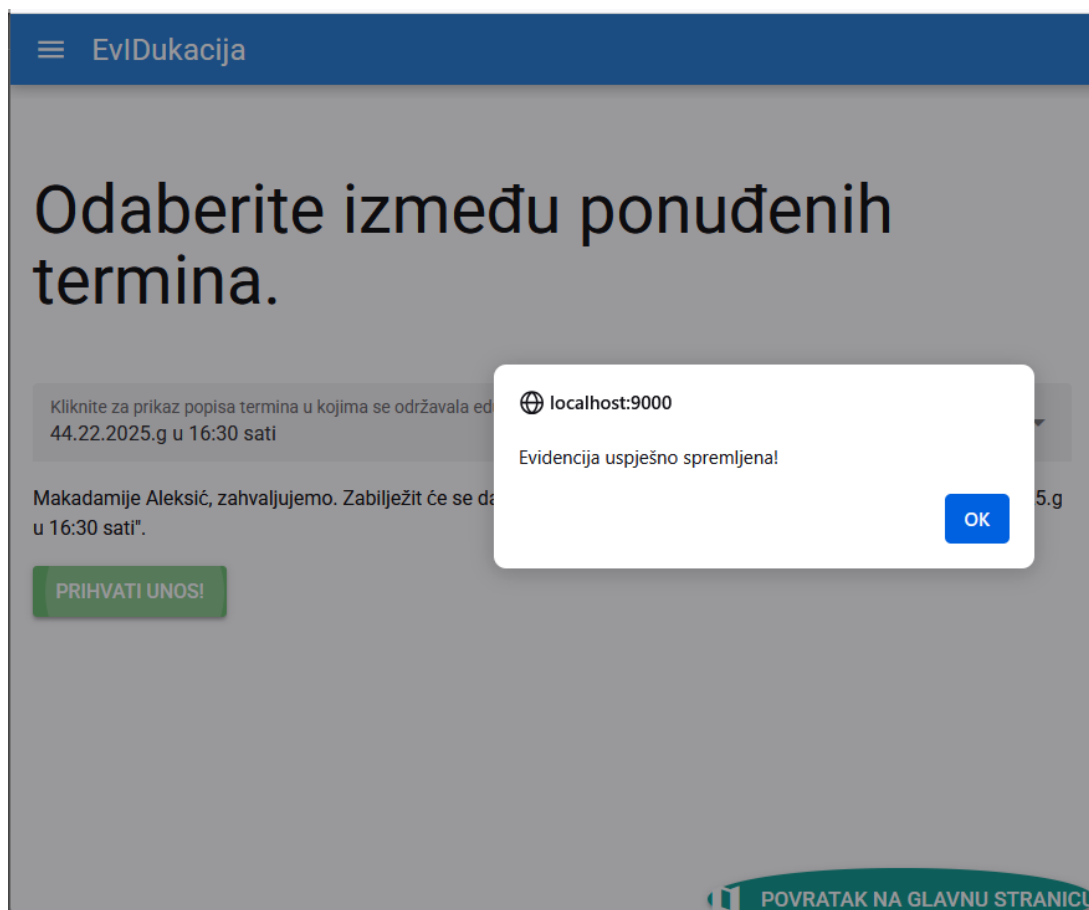 EvIDukacija
Odaberite između ponuđenih
termina.
Kliknite za prikaz popisa termina u kojima se održavala
44.22.2025.g u 16:30 sati
localhost:9000
Evidencija uspješno spremljena!
OK
Makadamije Aleksić, zahvaljujemo. Zabilježit će se 5.g
u 16:30 sati".
PRIHVATI UNOS!
POVRATAK NA GLAVNU STRANICU